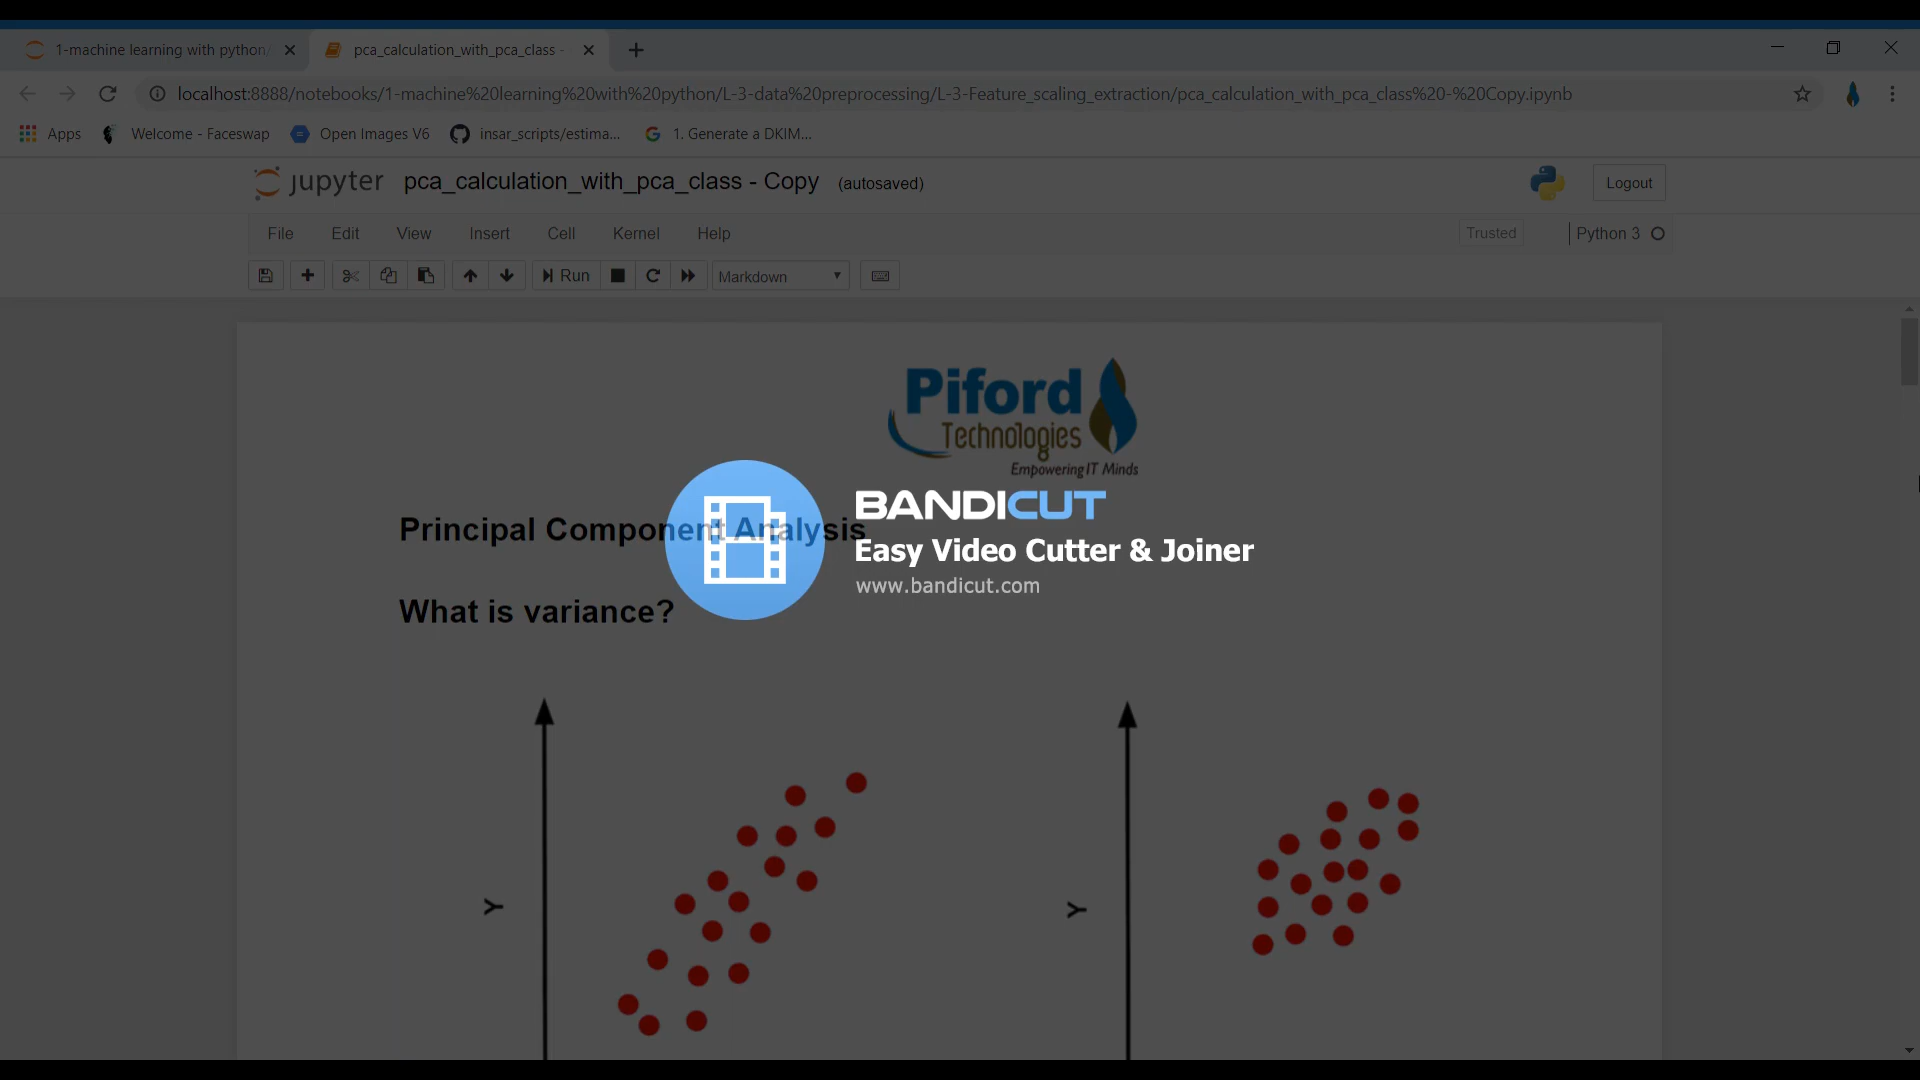 1-machine learning with python/
pca_calculation_with_pca_class -
localhost:8888/notebooks/1-machine%20learning%20with%20python/L-3-data%20preprocessing/L-3-Feature_scaling_extraction/pca_calculation_with_pca_class%20-%20Copy.ipynb
Apps Welcome - Faceswap Open Images V6 insar_scripts/estima... 1. Generate a DKIM...
jupyter pca_calculation_with_pca_class - Copy (autosaved) Logout
File Edit View Insert Cell Kernel Help Trusted Python 3
Run Markdown
Piford
Technologies
Empowering IT Minds
BANDICUT
Principal Component Analysis
Easy Video Cutter & Joiner
www.bandicut.com
What is variance?
Y Y